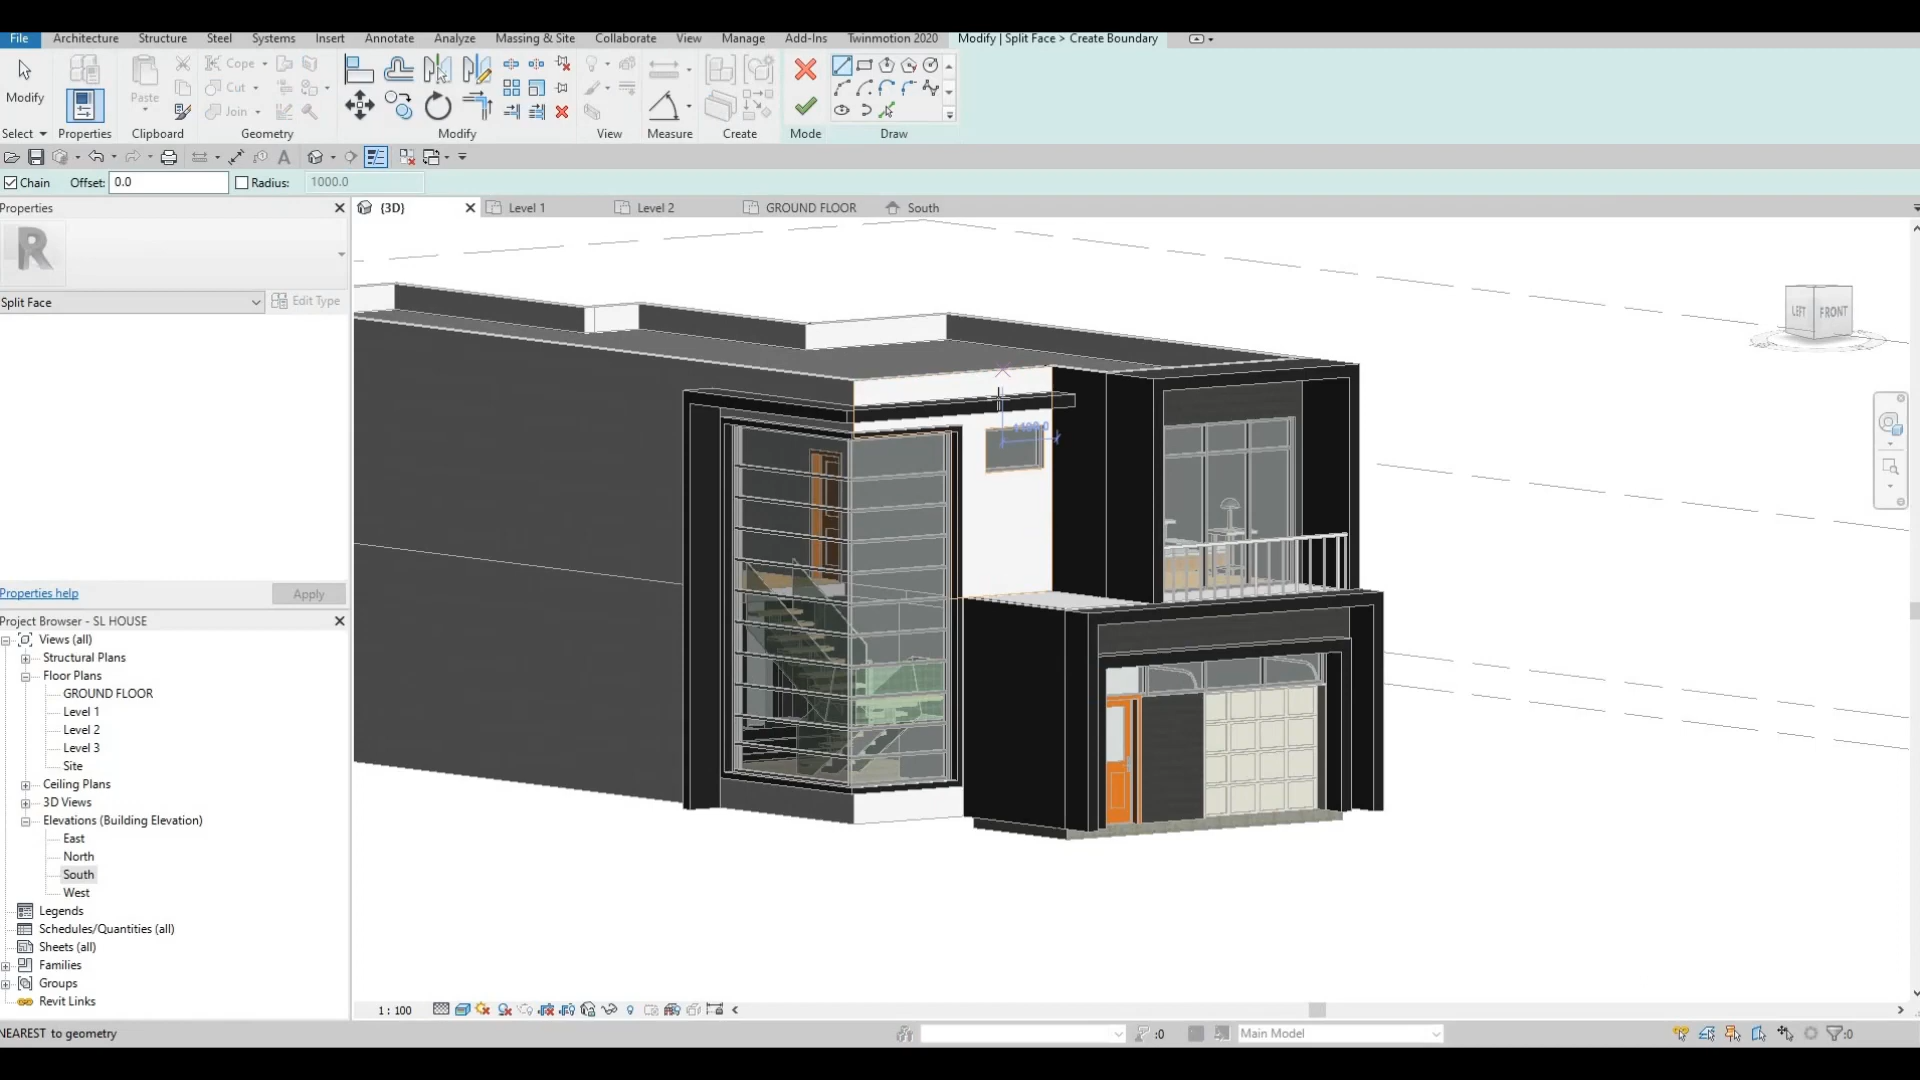 File Architecture Structure Steel Systems Insert Annotate Analyze Massing & Site Collaborate View Manage Add-Ins Twinmotion 2020 Modify | Split Face > Create Boundary
Modify
Paste
Cope
Cut
Join
Select Properties Clipboard Geometry Modify View Measure Create Mode Draw
Chain Offset: 0.0 Radius: 1000.0
Properties
{3D} Level 1 Level 2 GROUND FLOOR South
R
Split Face Edit Type
LEFT FRONT
Properties help Apply
Project Browser - SL HOUSE
Views (all)
Structural Plans
Floor Plans
GROUND FLOOR
Level 1
Level 2
Level 3
Site
Ceiling Plans
3D Views
Elevations (Building Elevation)
East
North
South
West
Legends
Schedules/Quantities (all)
Sheets (all)
Families
Groups
Revit Links
1 : 100
NEAREST to geometry
:0
Main Model
:0